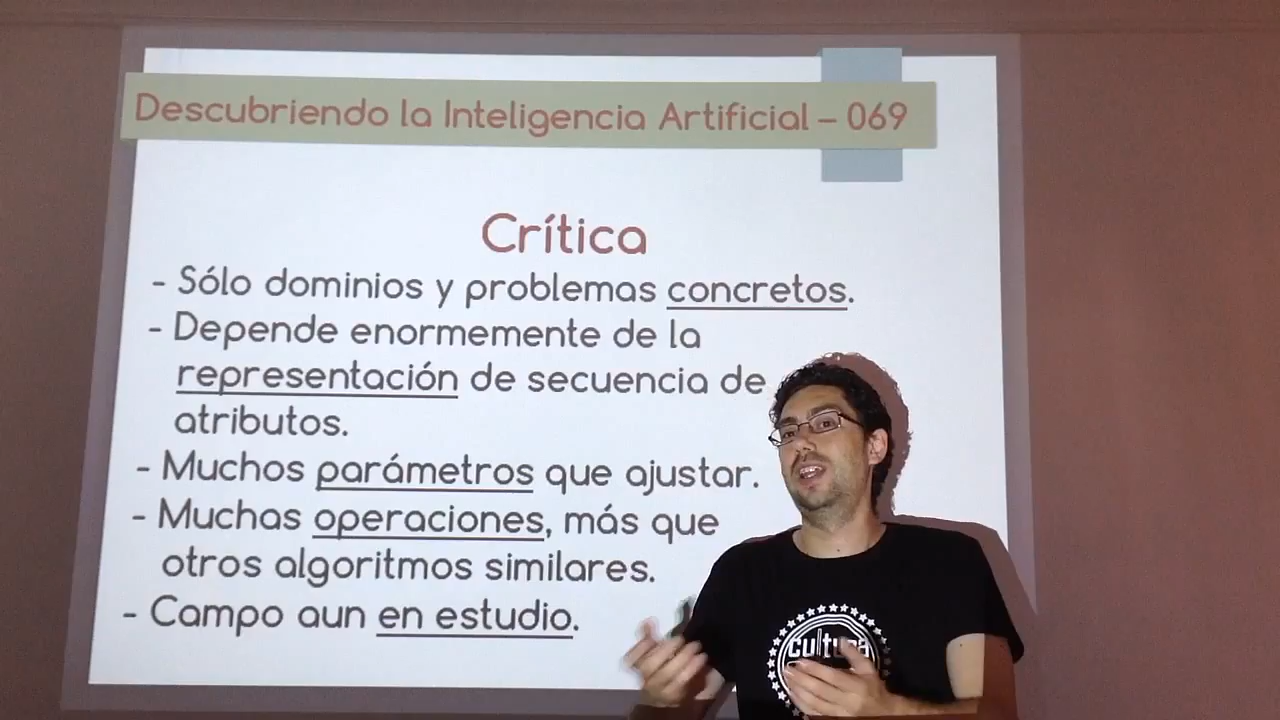 Descubriendo la Inteligencia Artificial – 069
Crítica
- Sólo dominios y problemas concretos.
- Depende enormemente de la
representación de secuencia de
atributos.
- Muchos parámetros que ajustar.
- Muchas operaciones, más que
otros algoritmos similares.
- Campo aun en estudio.
cultura